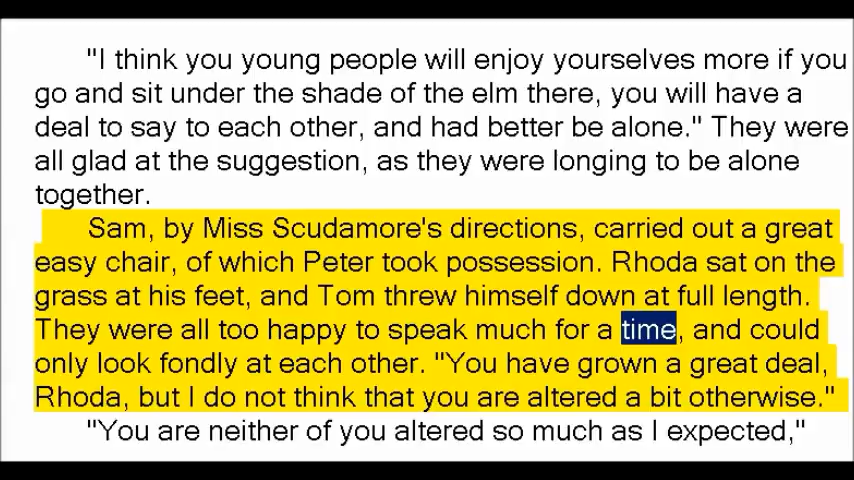 "I think you young people will enjoy yourselves more if you
go and sit under the shade of the elm there, you will have a
deal to say to each other, and had better be alone." They were
all glad at the suggestion, as they were longing to be alone
together.
Sam, by Miss Scudamore's directions, carried out a great
easy chair, of which Peter took possession. Rhoda sat on the
grass at his feet, and Tom threw himself down at full length.
They were all too happy to speak much for a time, and could
only look fondly at each other. "You have grown a great deal,
Rhoda, but I do not think that you are altered a bit otherwise."
"You are neither of you altered so much as I expected,"